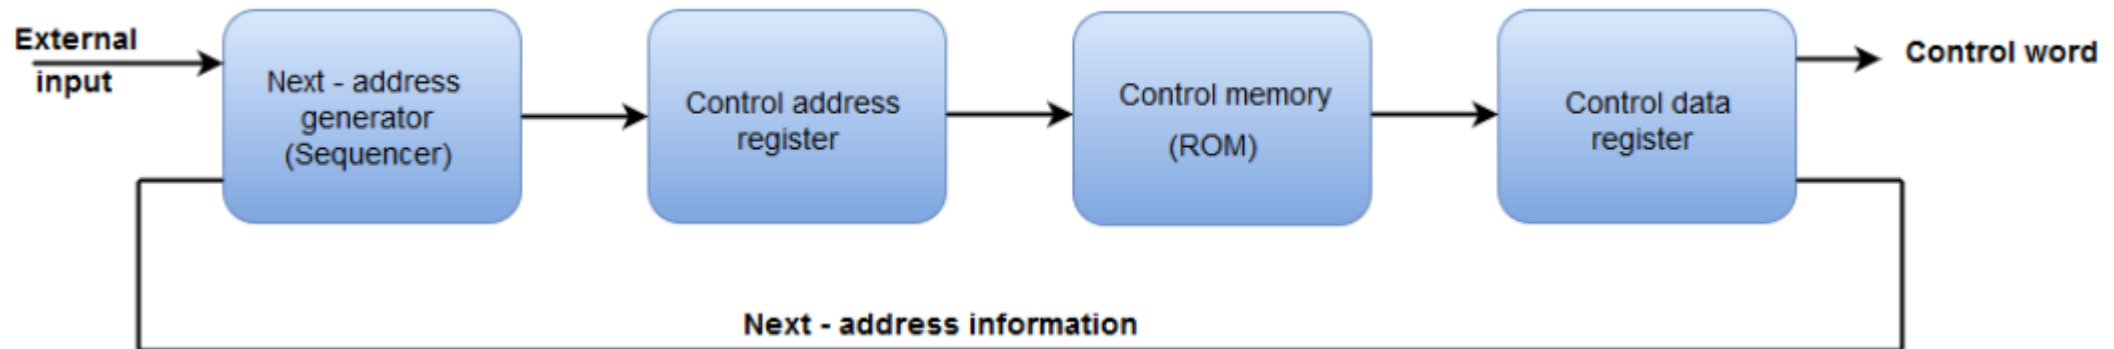 External
input
Next - address
generator
(Sequencer)
Control address
register
Control memory
(ROM)
Control data
register
Control word
Next - address information